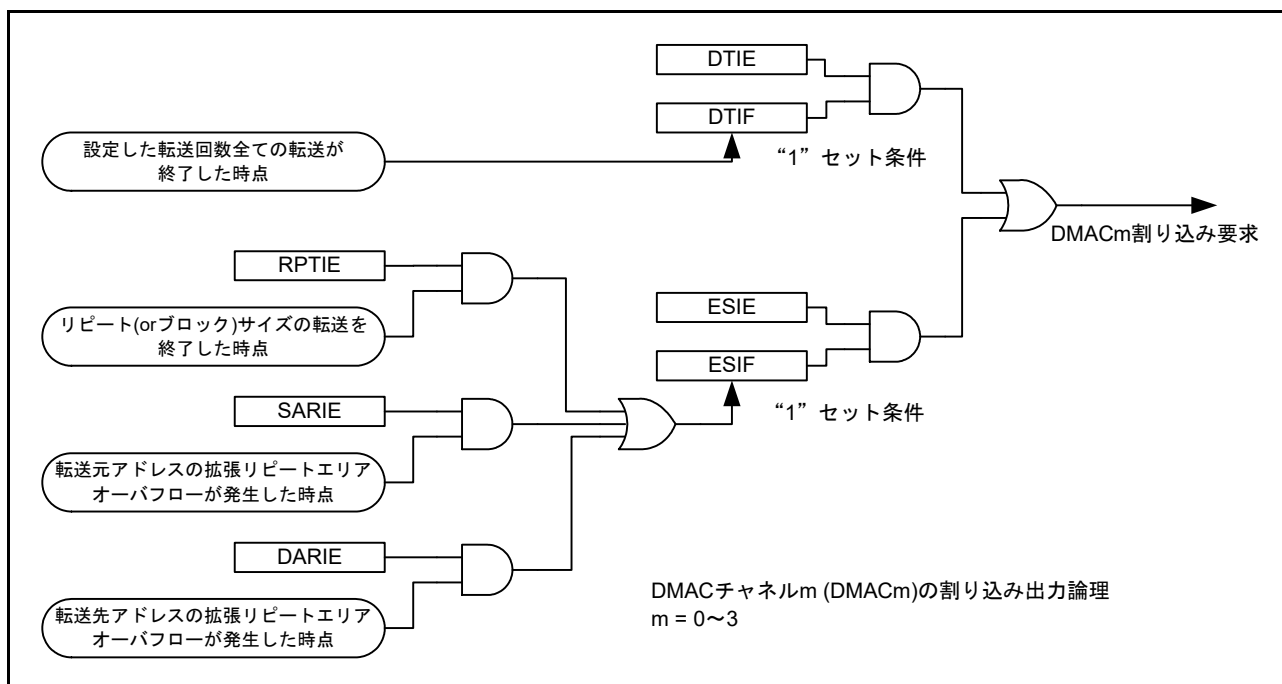 DTIE
DTIF
設定した転送回数全ての転送が
終了した時点
“1”セット条件
DMACm割り込み要求
RPTIE
リピート(orブロック)サイズの転送を
終了した時点
ESIE
ESIF
“1”セット条件
SARIE
転送元アドレスの拡張リピートエリア
オーバフローが発生した時点
DARIE
転送先アドレスの拡張リピートエリア
オーバフローが発生した時点
DMACチャネルm (DMACm)の割り込み出力論理
m = 0～3